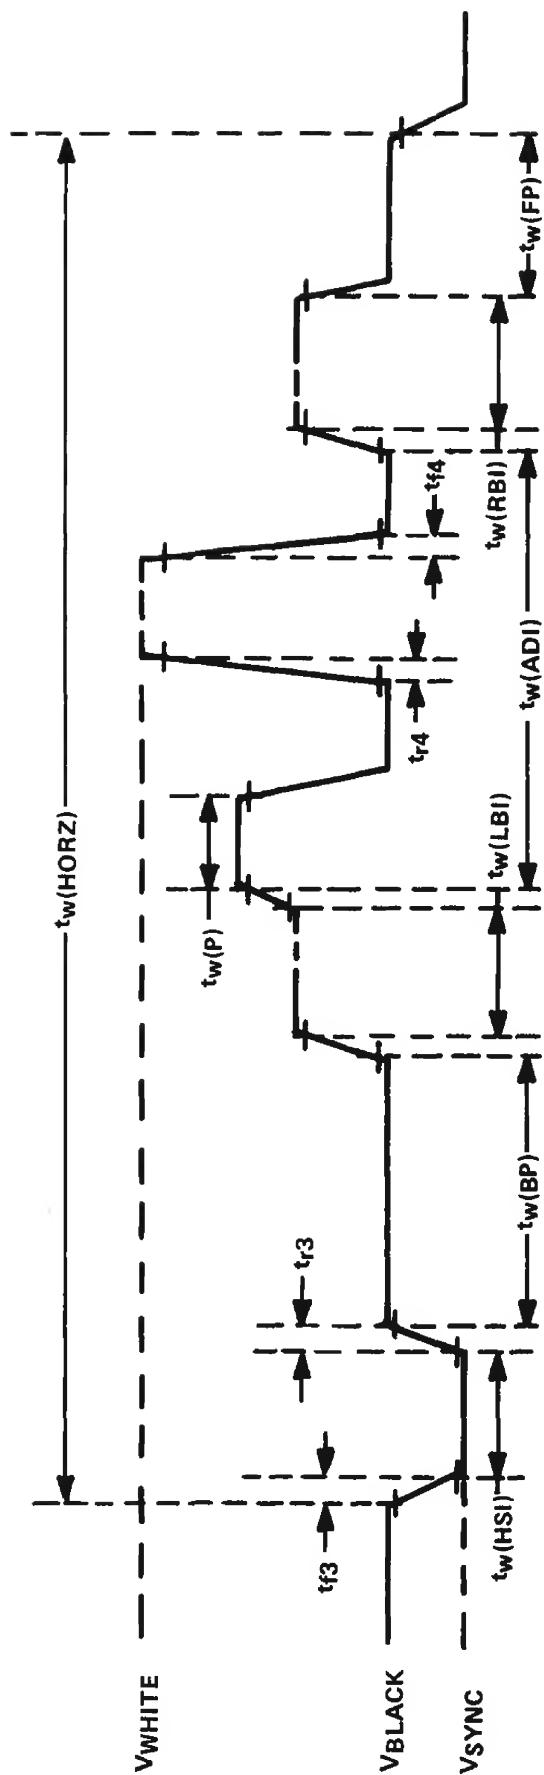 tw(HORZ)
VWHITE
VBLACK
VSYNC
tf3
tr3
tw(P)
tr4
tf4
tw(HSI)
tw(BP)
tw(LBI)
tw(ADI)
tw(RBI)
tw(FP)